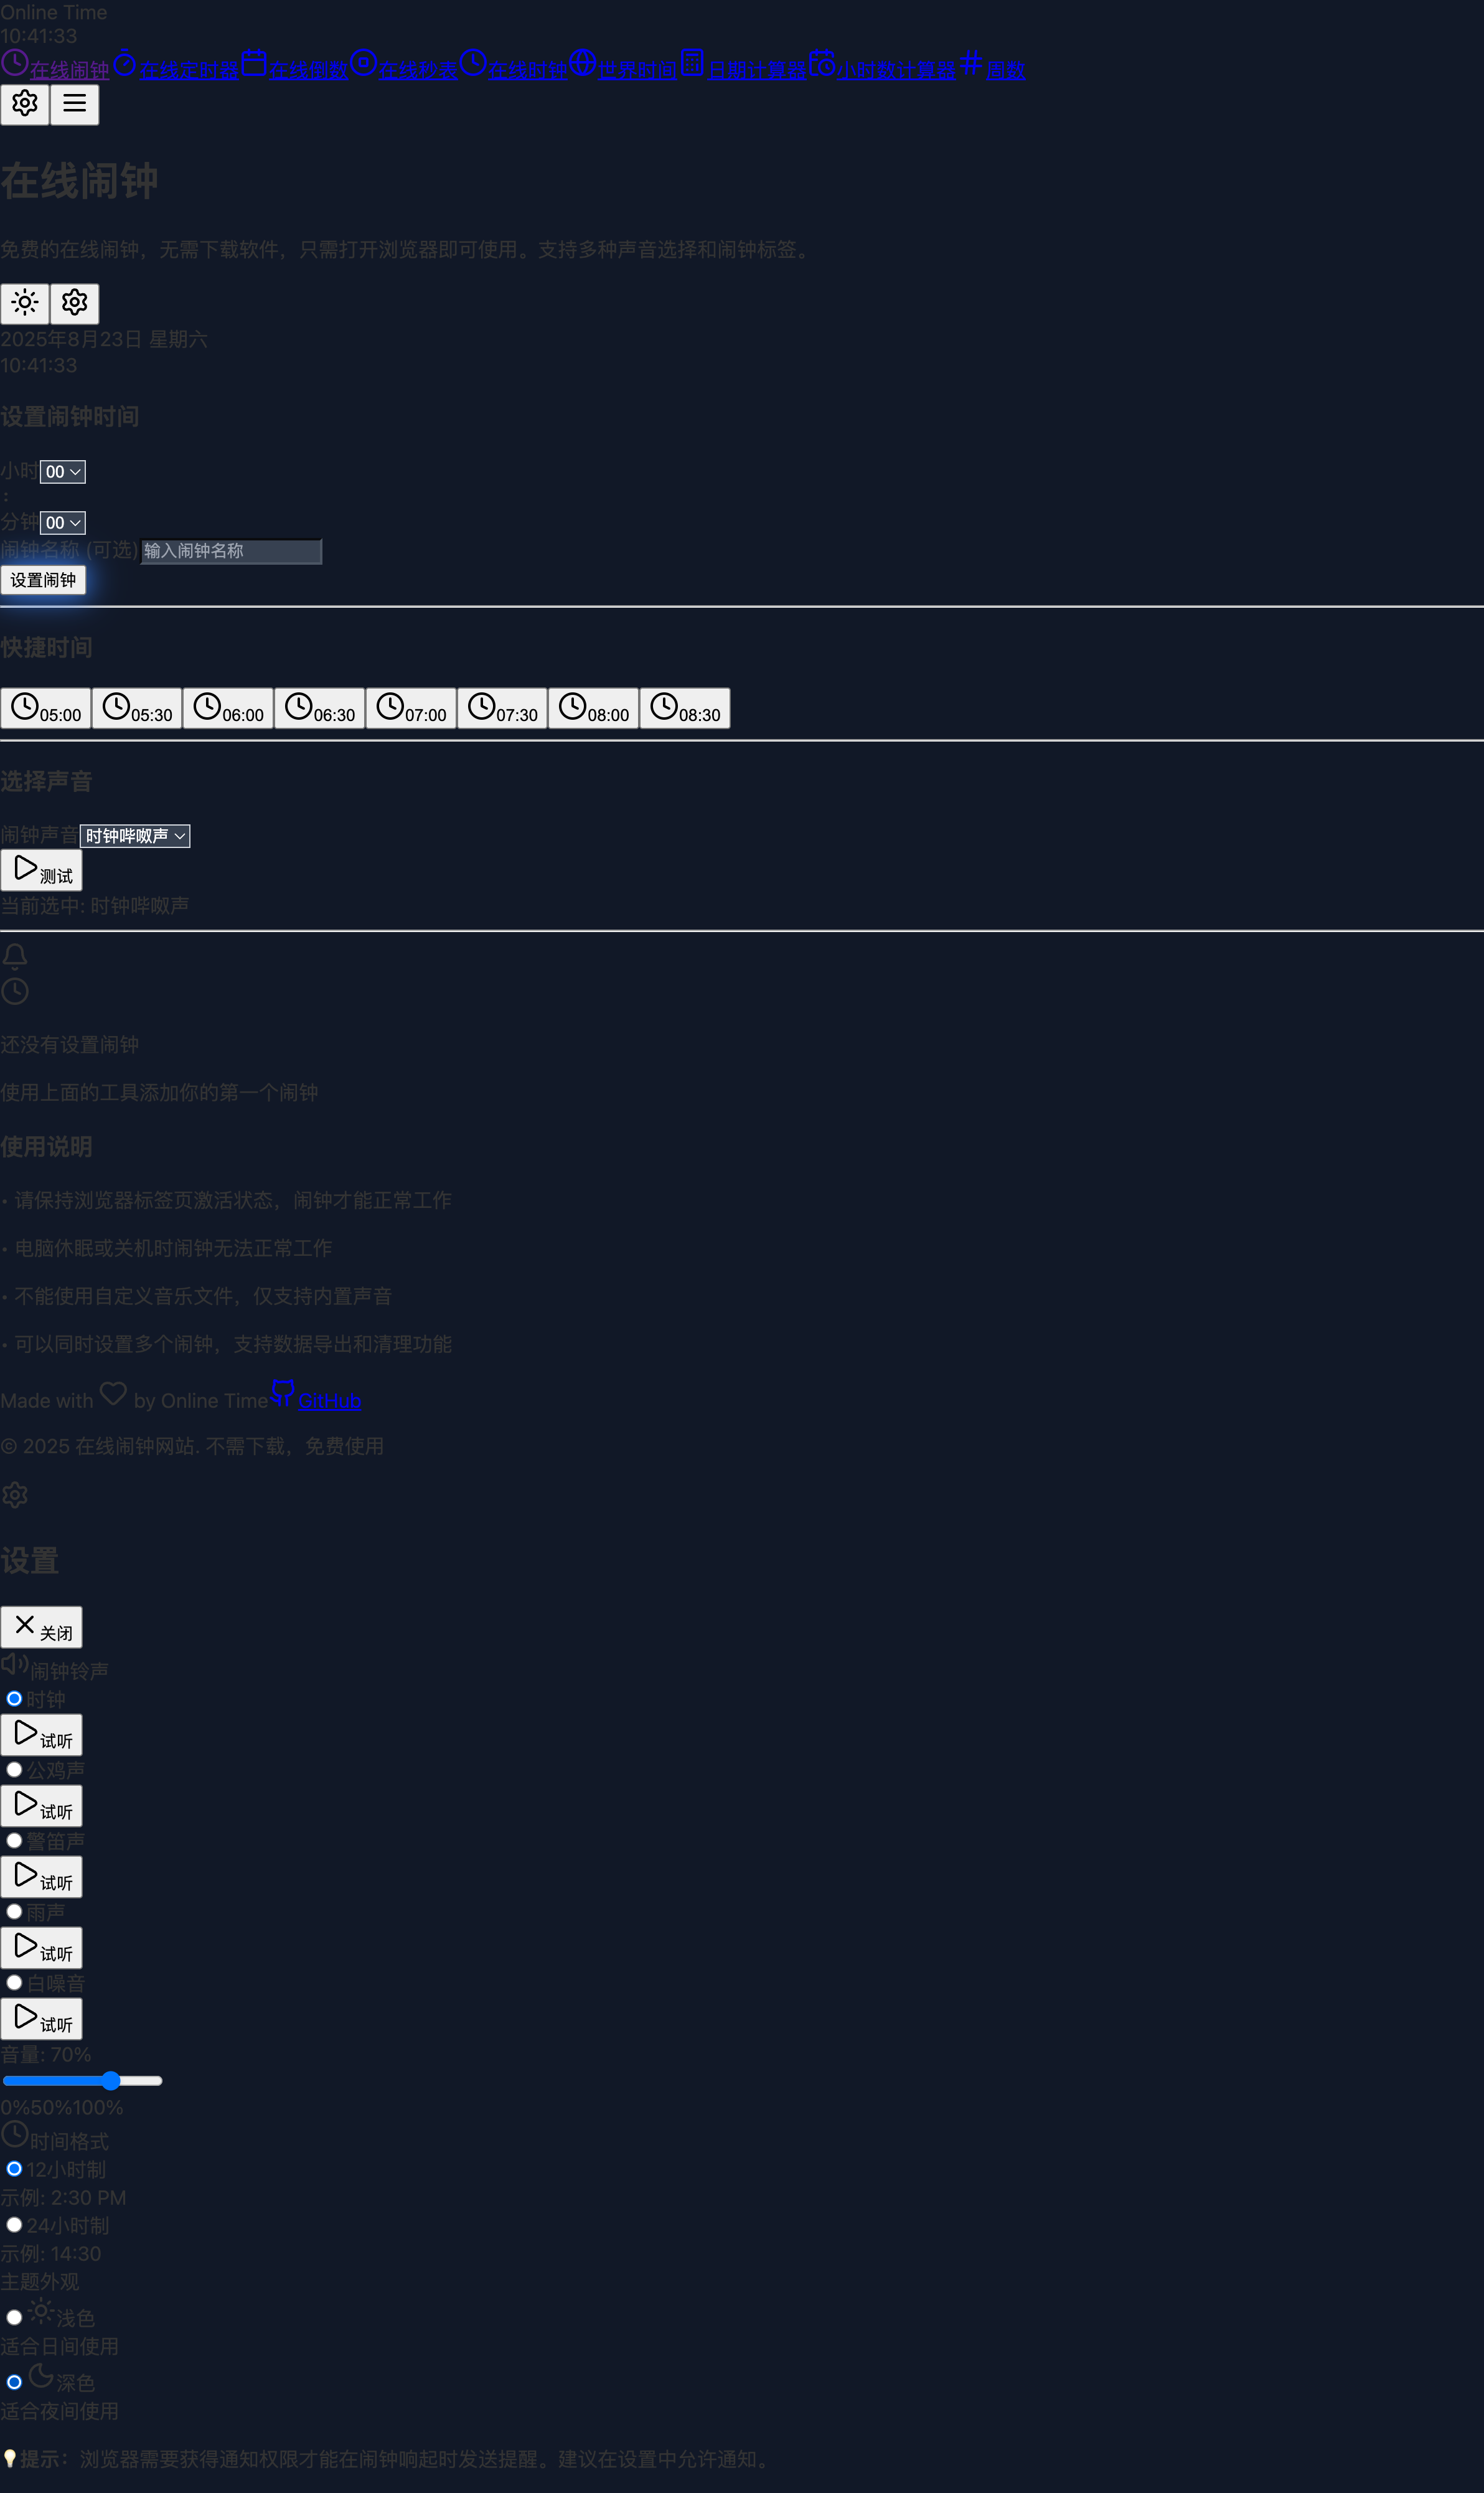 Online Time
10:41:33
在线闹钟 在线定时器 在线倒数 在线秒表 在线时钟 世界时间 日期计算器 小时数计算器 周数
在线闹钟
免费的在线闹钟，无需下载软件，只需打开浏览器即可使用。支持多种声音选择和闹钟标签。
2025年8月23日 星期六
10:41:33
设置闹钟时间
小时 00
:
分钟 00
闹钟名称 (可选) 输入闹钟名称
设置闹钟
快捷时间
05:00 05:30 06:00 06:30 07:00 07:30 08:00 08:30
选择声音
闹钟声音 时钟哔呶声
测试
当前选中: 时钟哔呶声
还没有设置闹钟
使用上面的工具添加你的第一个闹钟
使用说明
• 请保持浏览器标签页激活状态，闹钟才能正常工作
• 电脑休眠或关机时闹钟无法正常工作
• 不能使用自定义音乐文件，仅支持内置声音
• 可以同时设置多个闹钟，支持数据导出和清理功能
Made with by Online Time GitHub
© 2025 在线闹钟网站. 不需下载，免费使用
设置
关闭
闹钟铃声
时钟
试听
公鸡声
试听
警笛声
试听
雨声
试听
白噪音
试听
音量: 70%
0%50%100%
时间格式
12小时制
示例: 2:30 PM
24小时制
示例: 14:30
主题外观
浅色
适合日间使用
深色
适合夜间使用
提示：浏览器需要获得通知权限才能在闹钟响起时发送提醒。建议在设置中允许通知。